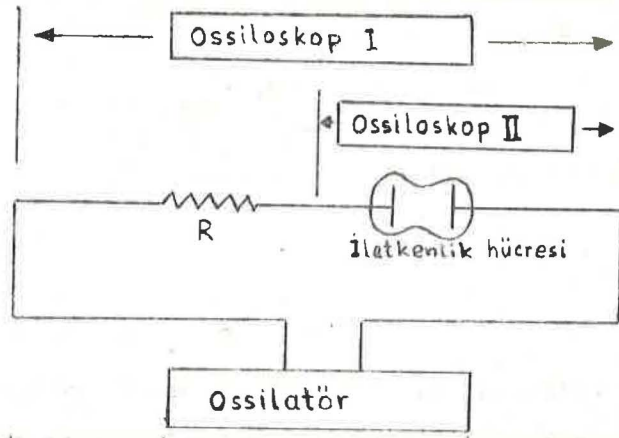 Ossiloskop I
Ossiloskop II
R
İletkenlik hücresi
Ossilatör